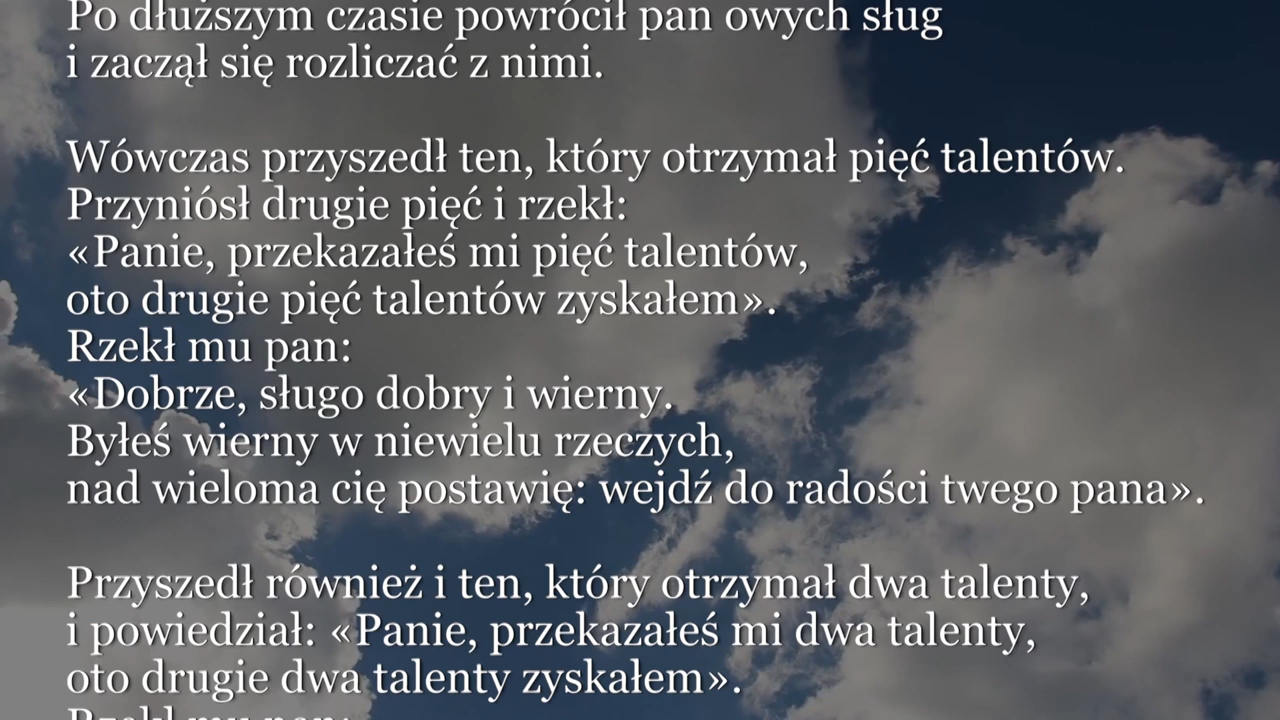 Po dłuższym czasie powrócił pan owych sług
i zaczął się rozliczać z nimi.
Wówczas przyszedł ten, który otrzymał pięć talentów.
Przyniósł drugie pięć i rzekł:
«Panie, przekazałeś mi pięć talentów,
oto drugie pięć talentów zyskałem».
Rzekł mu pan:
«Dobrze, sługo dobry i wierny.
Byłeś wierny w niewielu rzeczych,
nad wieloma cię postawię: wejdź do radości twego pana».
Przyszedł również i ten, który otrzymał dwa talenty,
i powiedział: «Panie, przekazałeś mi dwa talenty,
oto drugie dwa talenty zyskałem».
Rzekł mu pan: